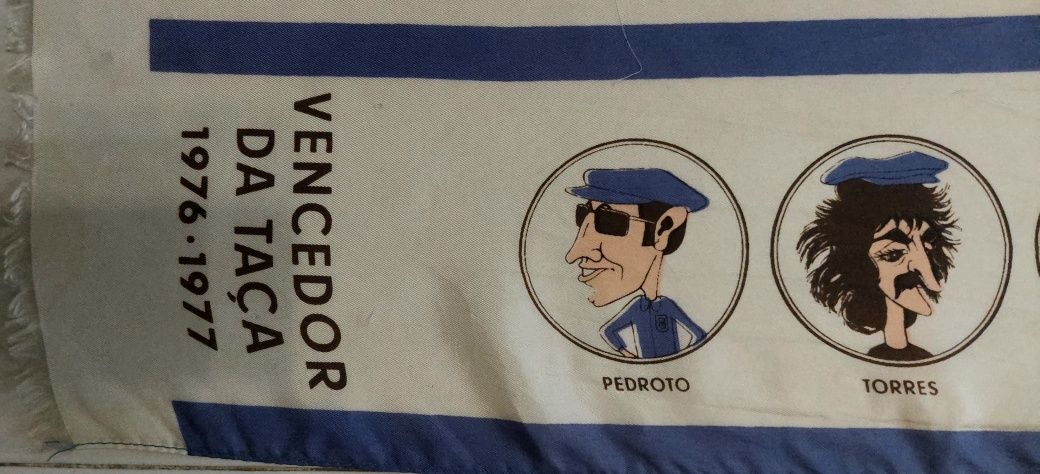 VENCEDOR
DA TAÇA
1976·1977
PEDROTO
TORRES